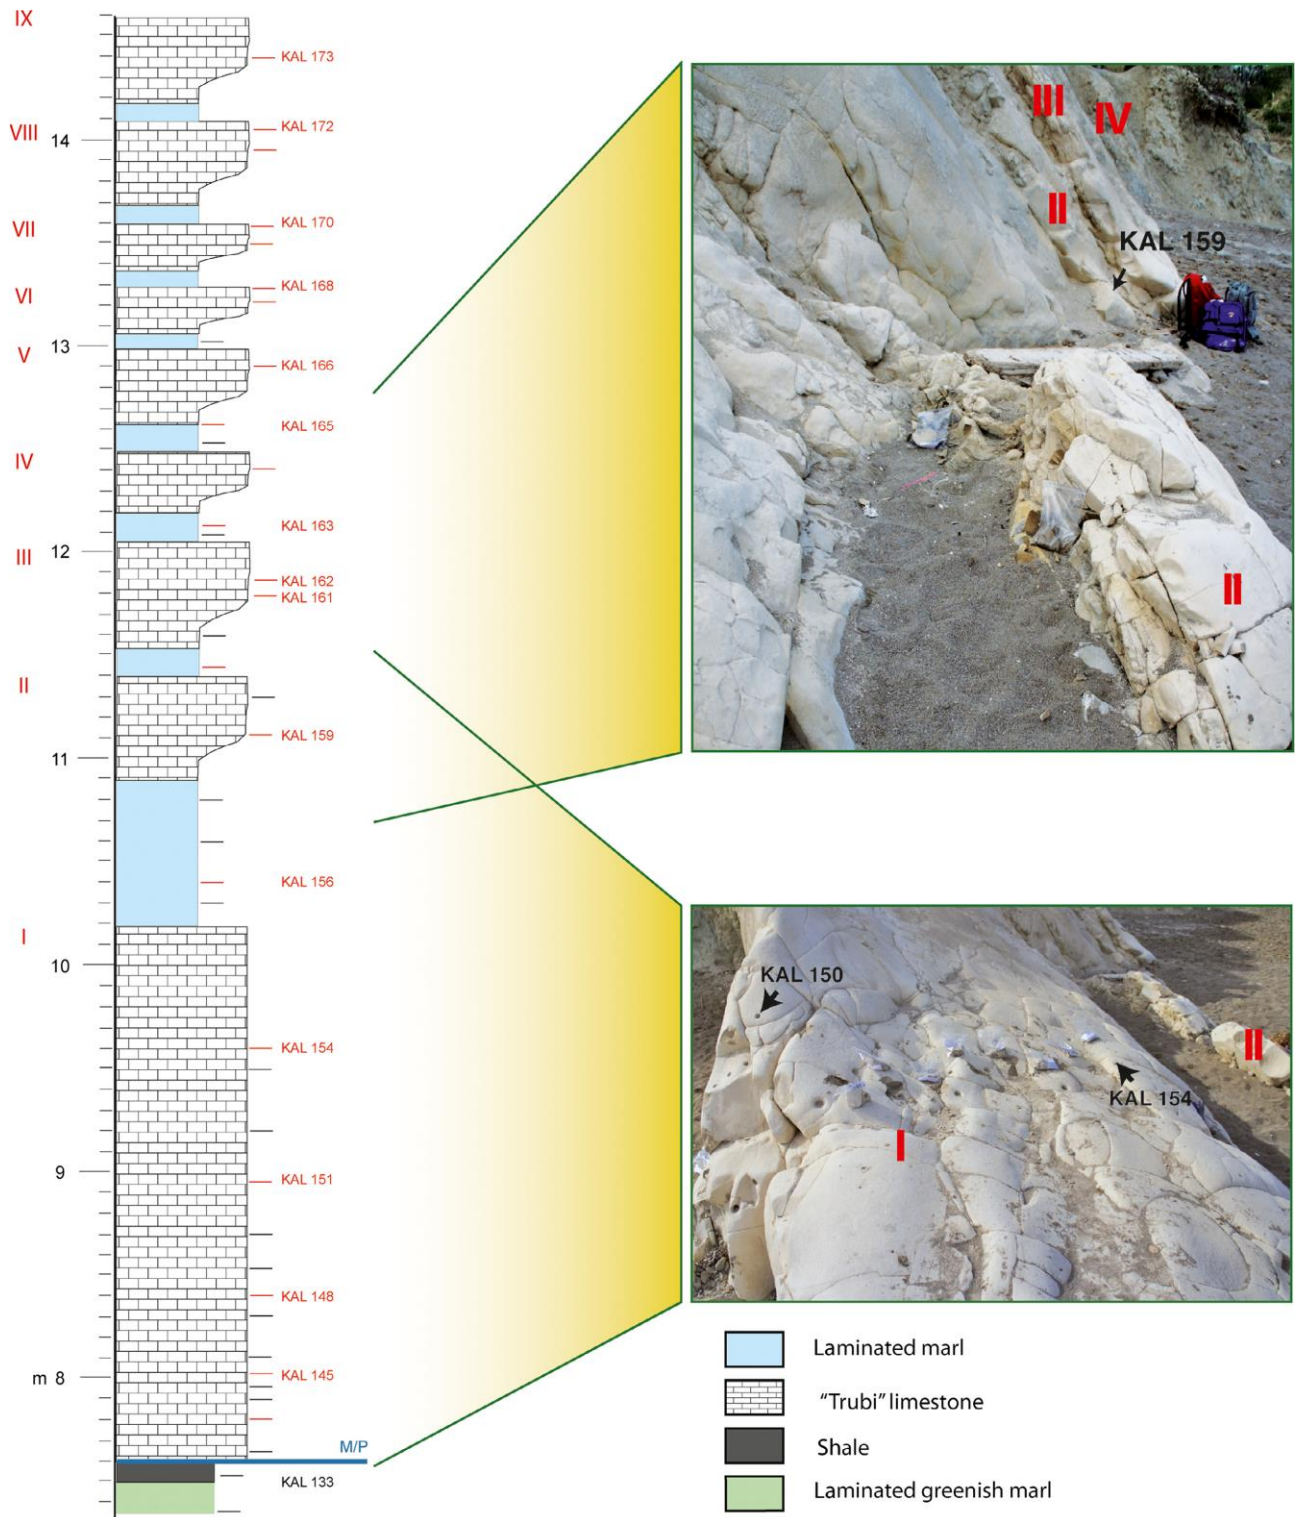 IX
KAL 173
VIII
14
KAL 172
VII
KAL 170
VI
KAL 168
13
V
KAL 166
KAL 165
IV
KAL 163
12
III
KAL 162
KAL 161
II
KAL 159
11
KAL 156
I
10
KAL 154
9
KAL 151
KAL 148
m 8
KAL 145
M/P
KAL 133
III
IV
II
KAL 159
II
KAL 150
II
KAL 154
I
Laminated marl
“Trubi” limestone
Shale
Laminated greenish marl